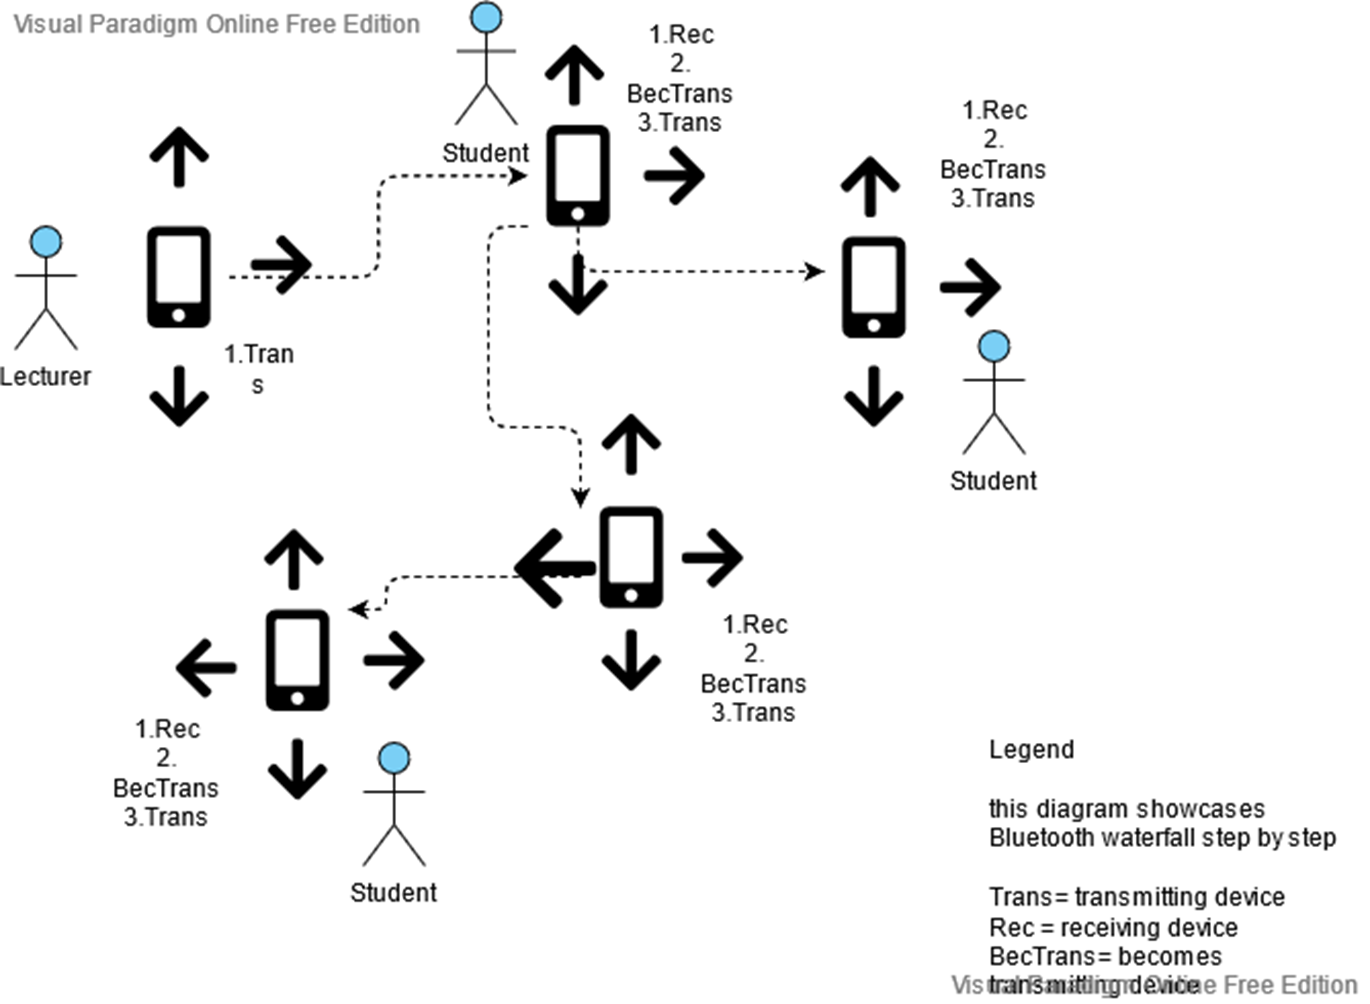 Visual Paradigm Online Free Edition
Student
1.Rec
2.
BecTrans
3.Trans
1.Rec
2.
BecTrans
3.Trans
Lecturer
1.Tran
s
Student
1.Rec
2.
BecTrans
3.Trans
1.Rec
2.
BecTrans
3.Trans
Student
Legend
this diagram showcases
Bluetooth waterfall step by step
Trans= transmitting device
Rec = receiving device
BecTrans= becomes
transmitting device
Visual Paradigm Online Free Edition